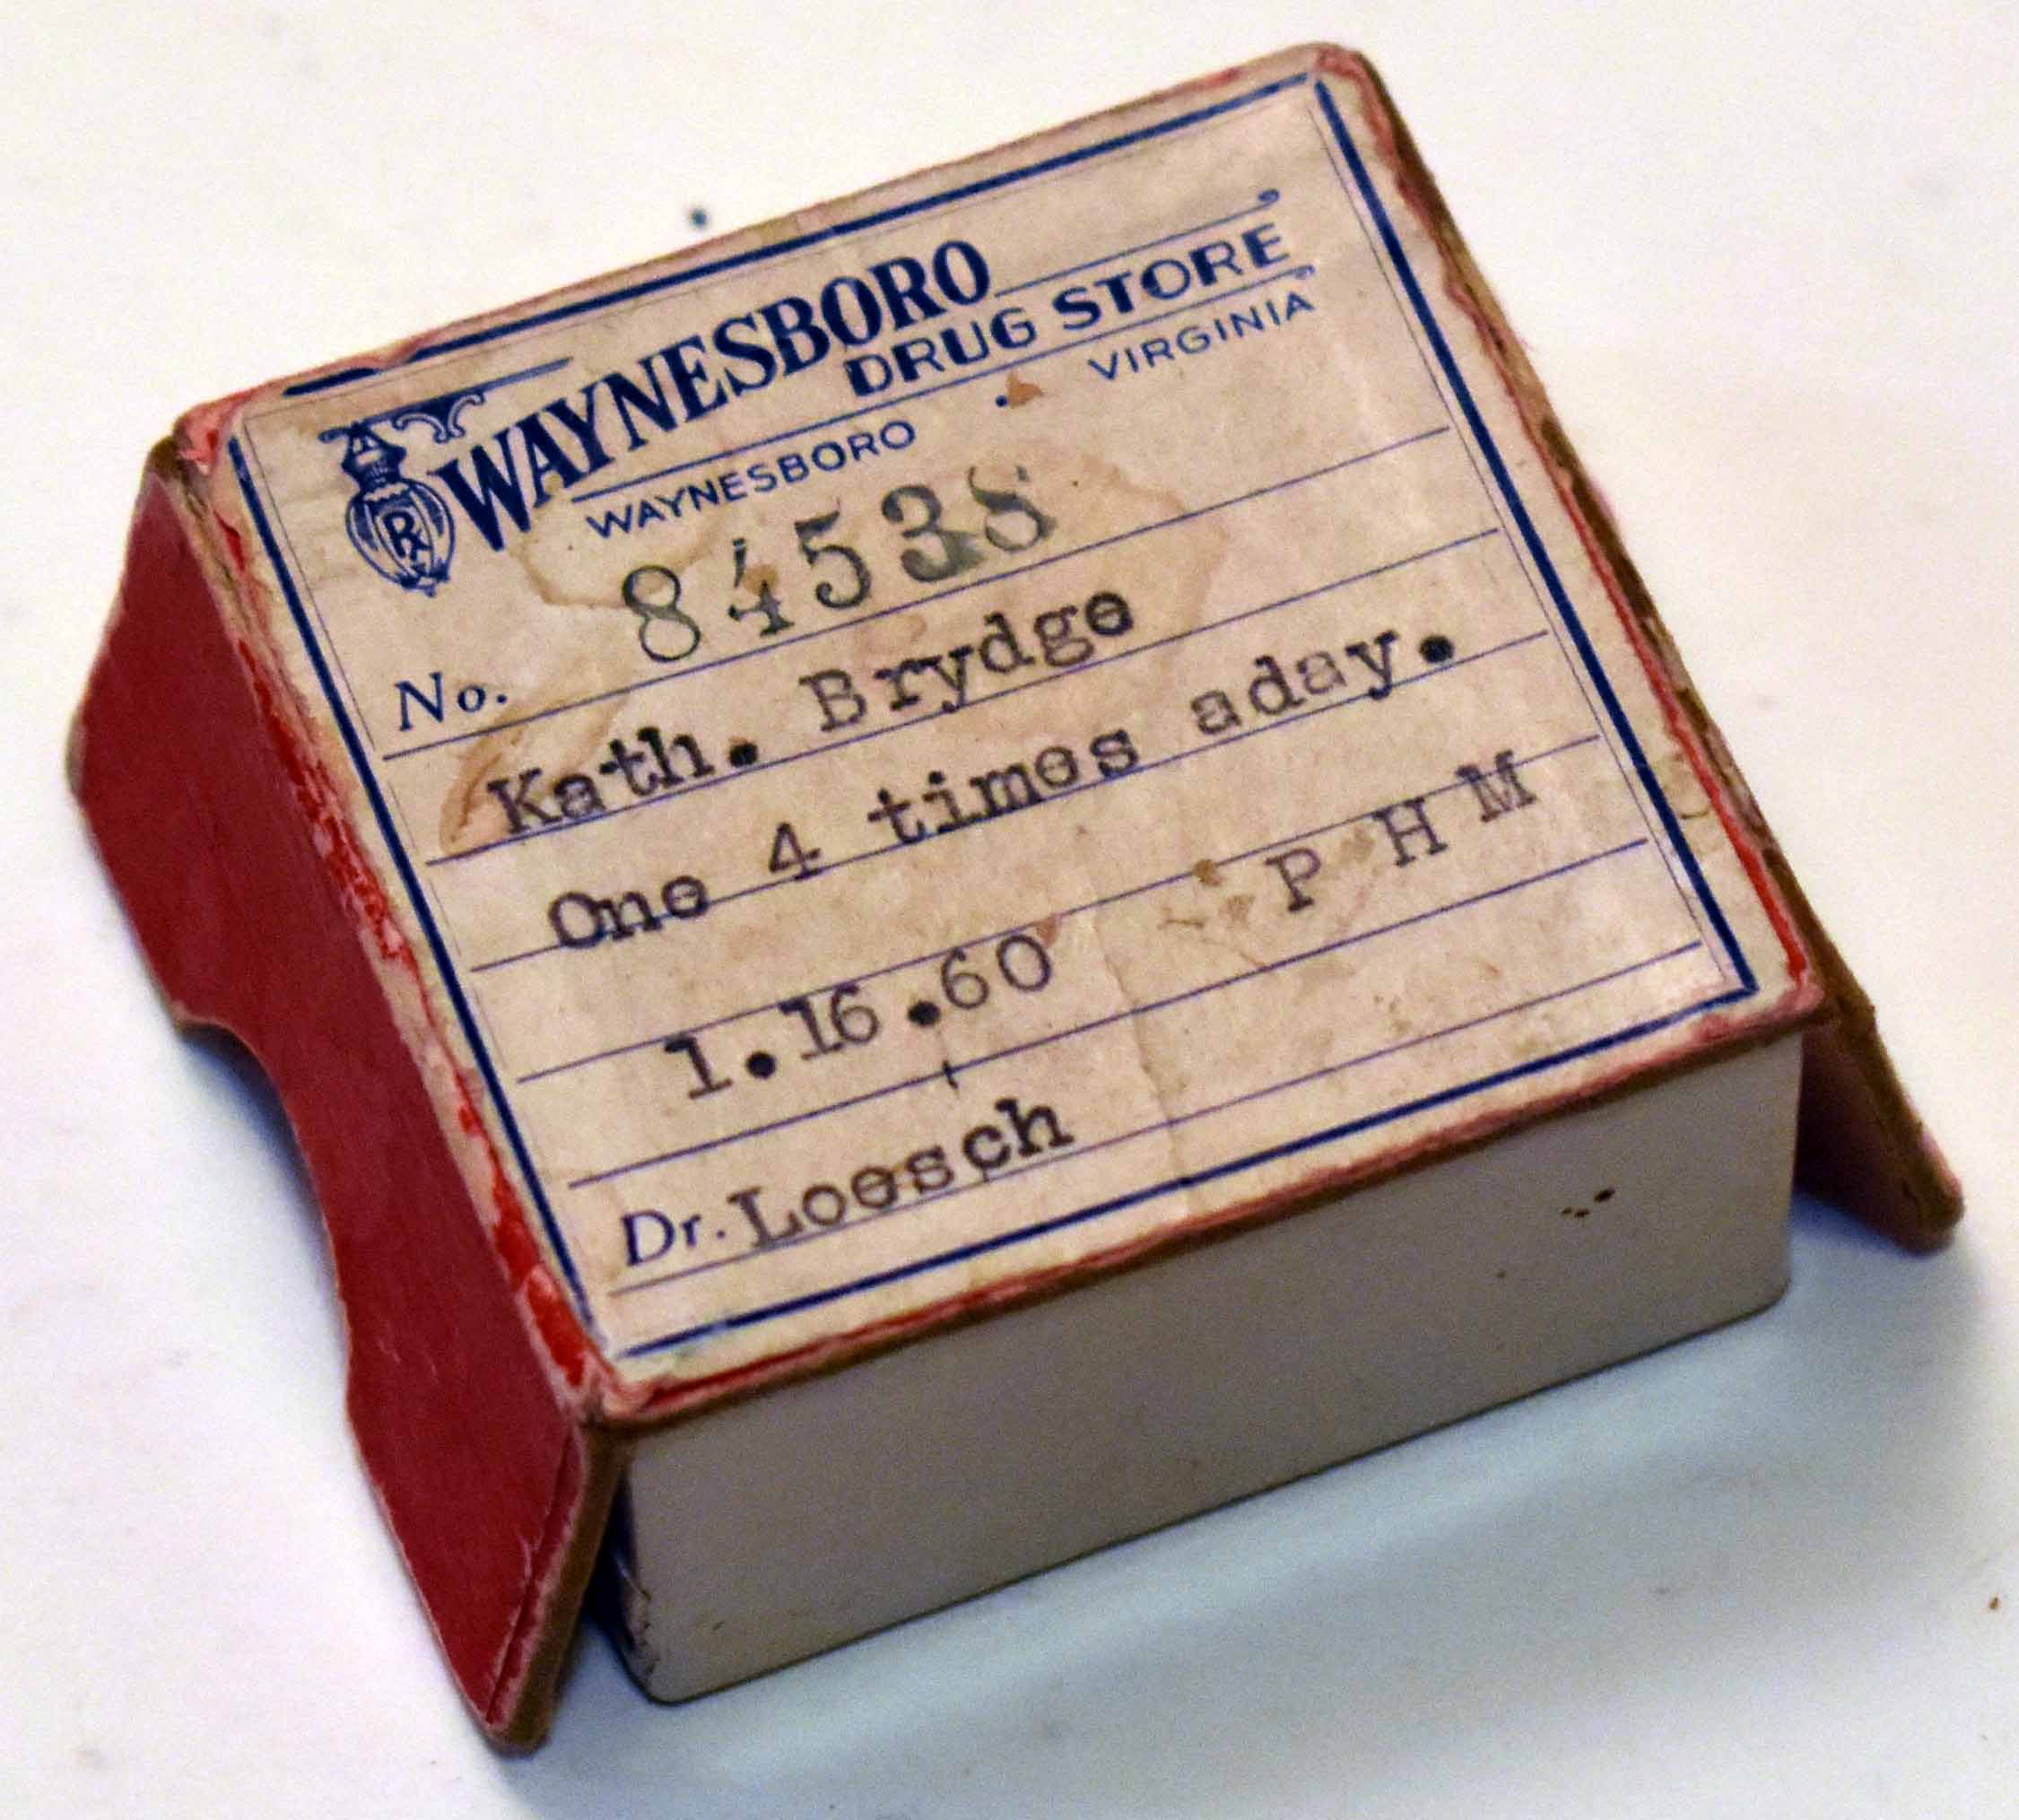 WAYNESBORO
DRUG STORE
WAYNESBORO . VIRGINIA
Rx
No. 84538
Kath. Brydge
One 4 times aday.
1.16.60 P H M
Dr. Loesch